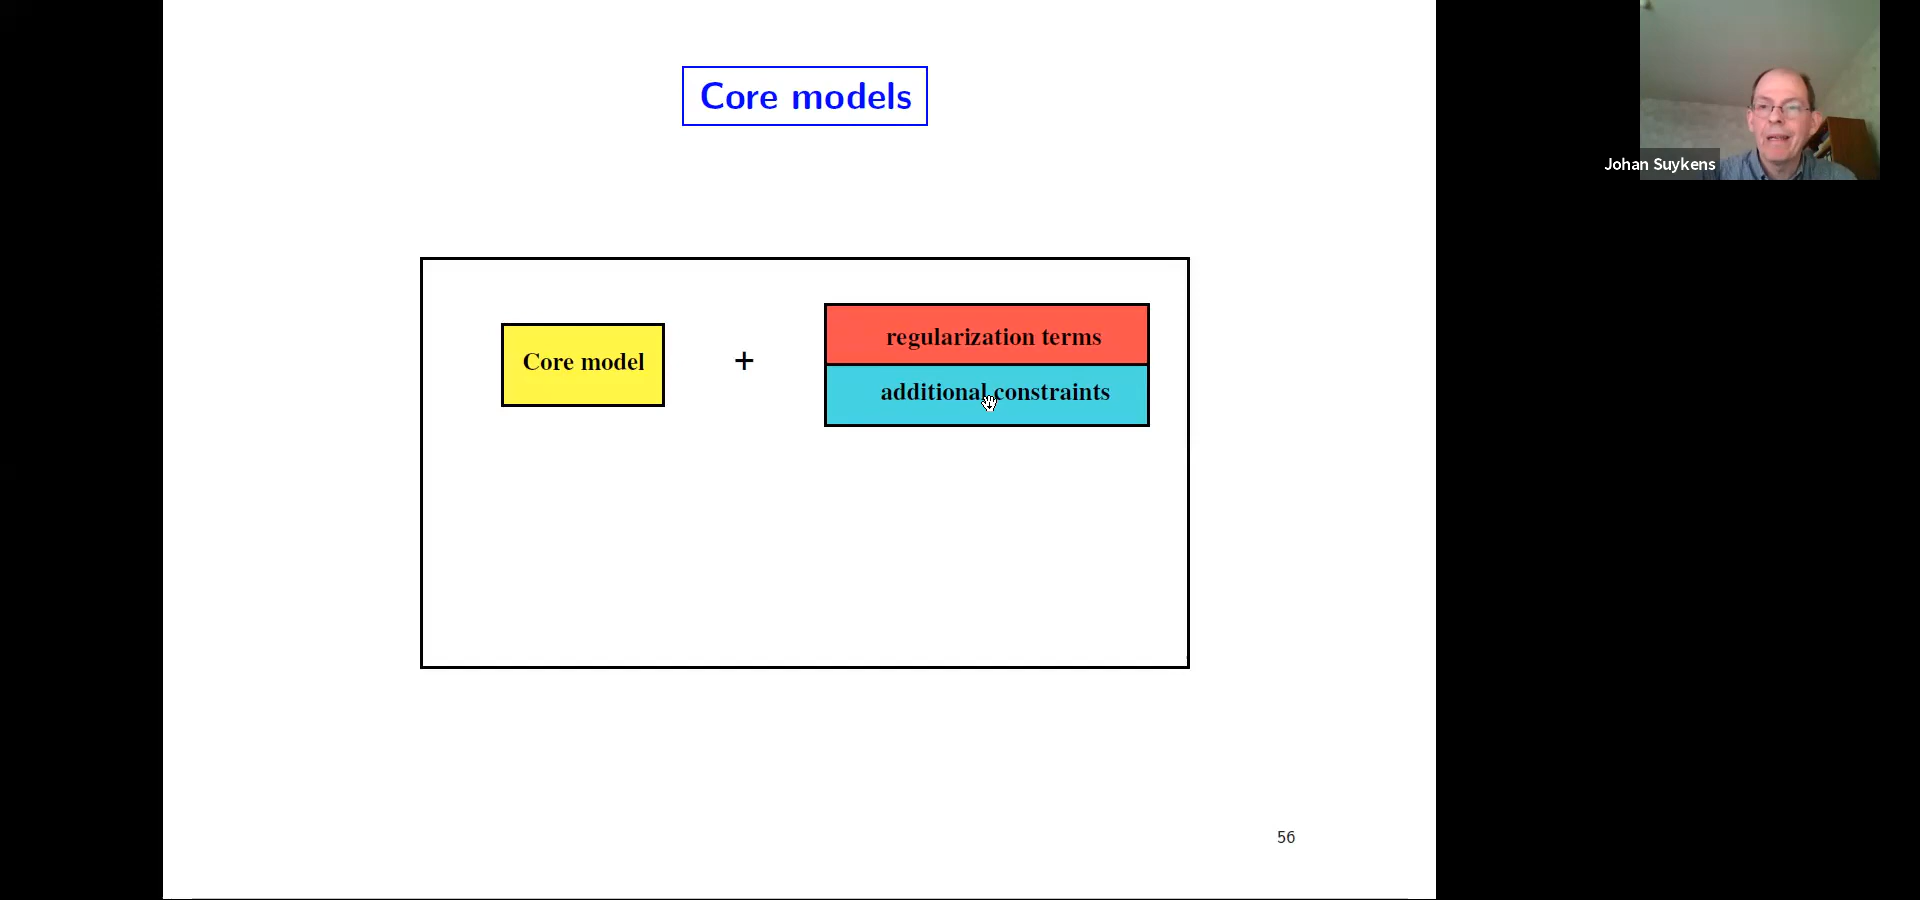 Core models
Johan Suykens
Core model
+
regularization terms
additional constraints
56